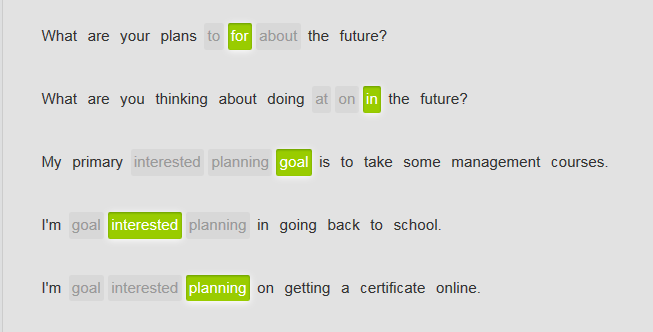 What are your plans to for about the future?
What are you thinking about doing at on in the future?
My primary interested planning goal is to take some management courses.
I'm goal interested planning in going back to school.
I'm goal interested planning on getting a certificate online.